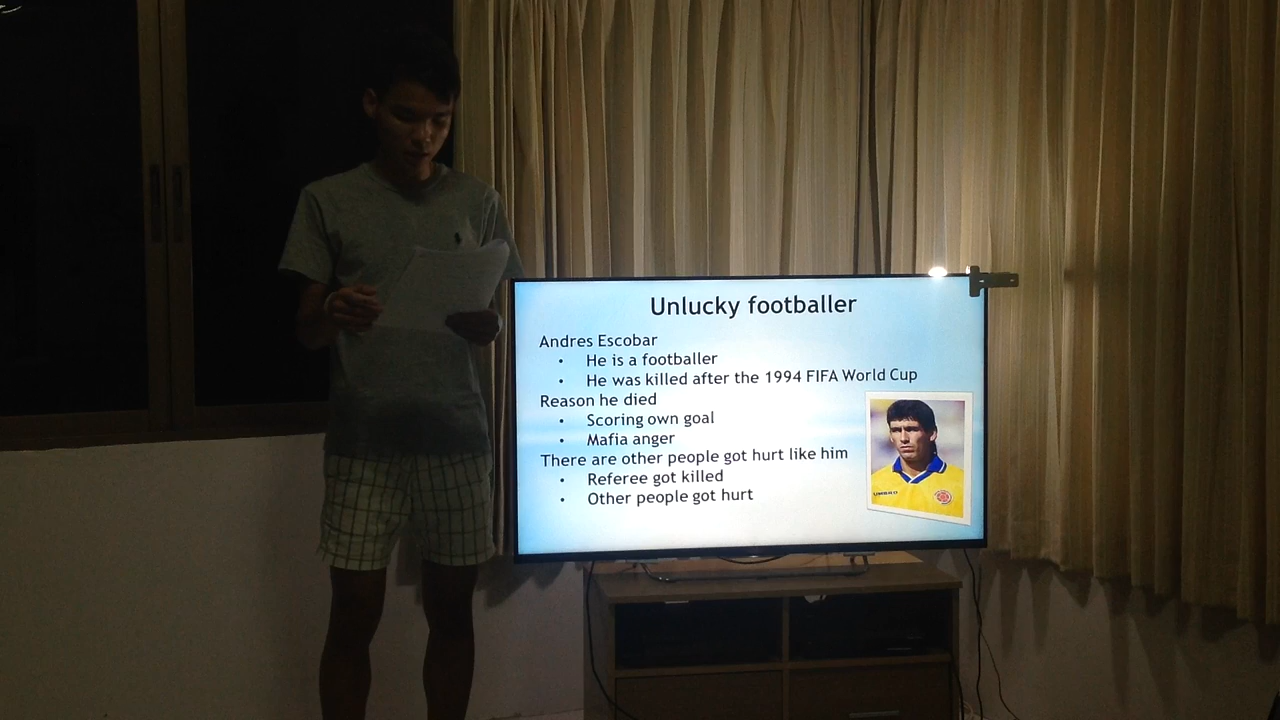 Unlucky footballer
Andres Escobar
• He is a footballer
• He was killed after the 1994 FIFA World Cup
Reason he died
• Scoring own goal
• Mafia anger
There are other people got hurt like him
• Referee got killed
• Other people got hurt
UMBRO